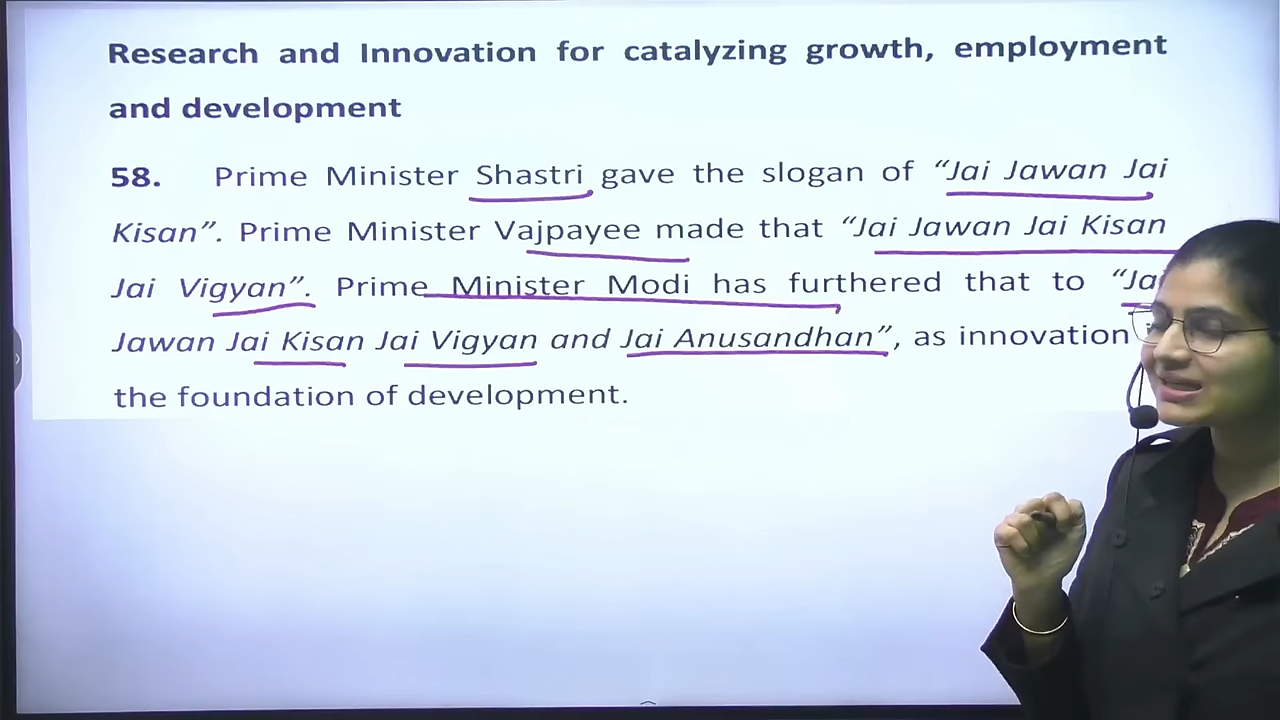 Research and Innovation for catalyzing growth, employment
and development
58. Prime Minister Shastri gave the slogan of “Jai Jawan Jai
Kisan”. Prime Minister Vajpayee made that “Jai Jawan Jai Kisan
Jai Vigyan”. Prime Minister Modi has furthered that to “Jai
Jawan Jai Kisan Jai Vigyan and Jai Anusandhan”, as innovation
the foundation of development.